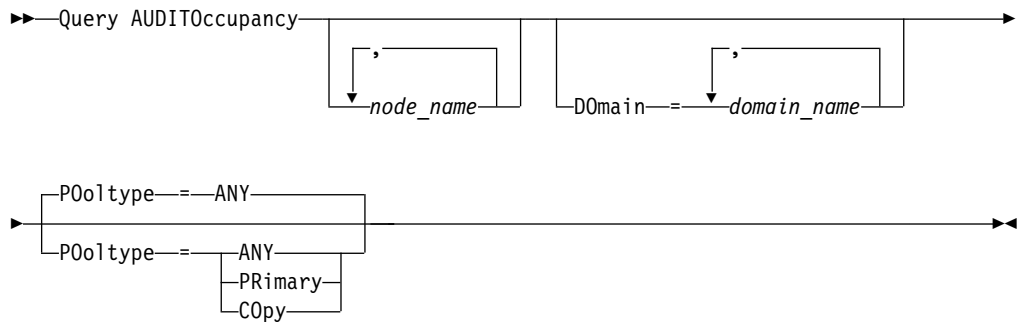 Query AUDITOccupancy
, ,
node_name DOmain = domain_name
POoltype = ANY
POoltype = ANY
PRimary
COpy